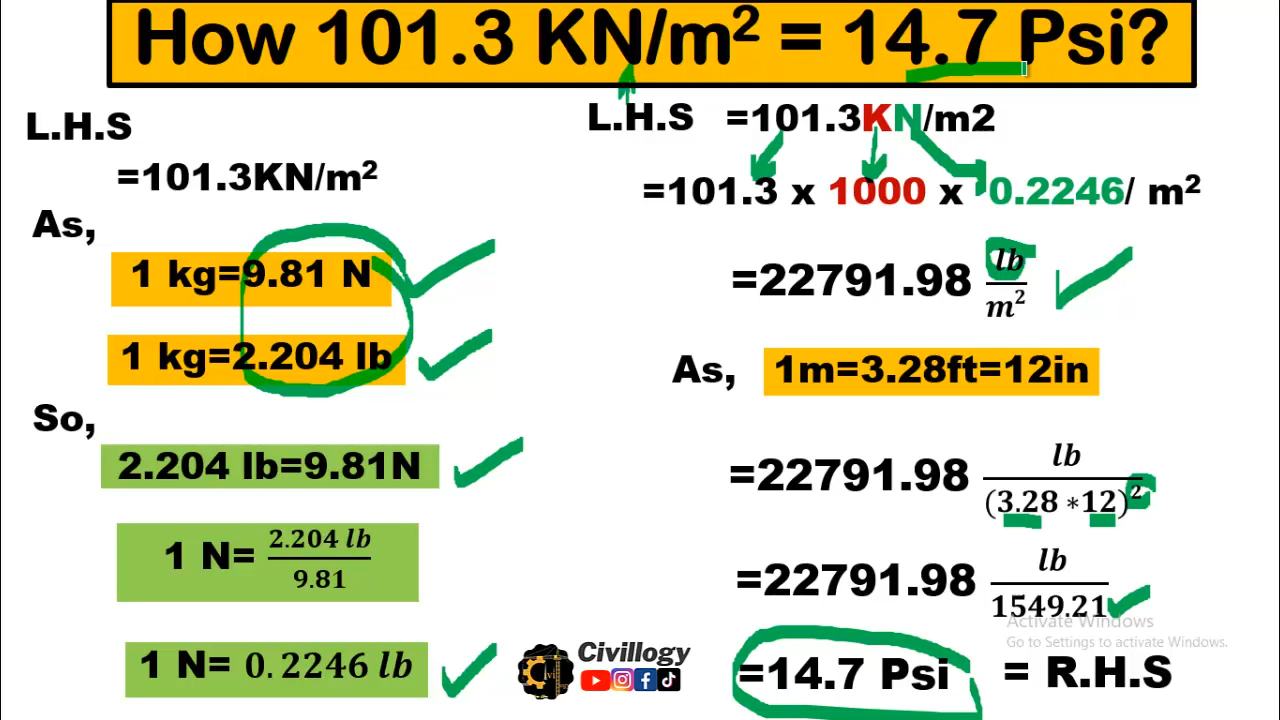 How 101.3 KN/m² = 14.7 Psi?
L.H.S
=101.3KN/m²
As,
1 kg=9.81 N
1 kg=2.204 lb
So,
2.204 lb=9.81N
1 N= 2.204 lb / 9.81
1 N= 0.2246 lb
L.H.S =101.3KN/m2
=101.3 x 1000 x 0.2246/ m²
=22791.98 lb / m²
As, 1m=3.28ft=12in
=22791.98 lb / (3.28 *12)²
=22791.98 lb / 1549.21
=14.7 Psi = R.H.S
Civillogy
Activate Windows
Go to Settings to activate Windows.